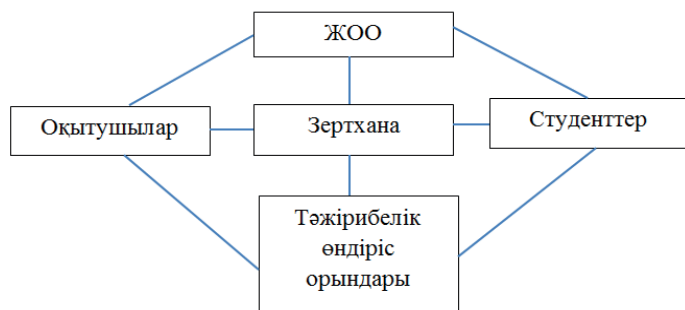 ЖОО
Оқытушылар
Зертхана
Студенттер
Тәжірибелік
өндіріс
орындары